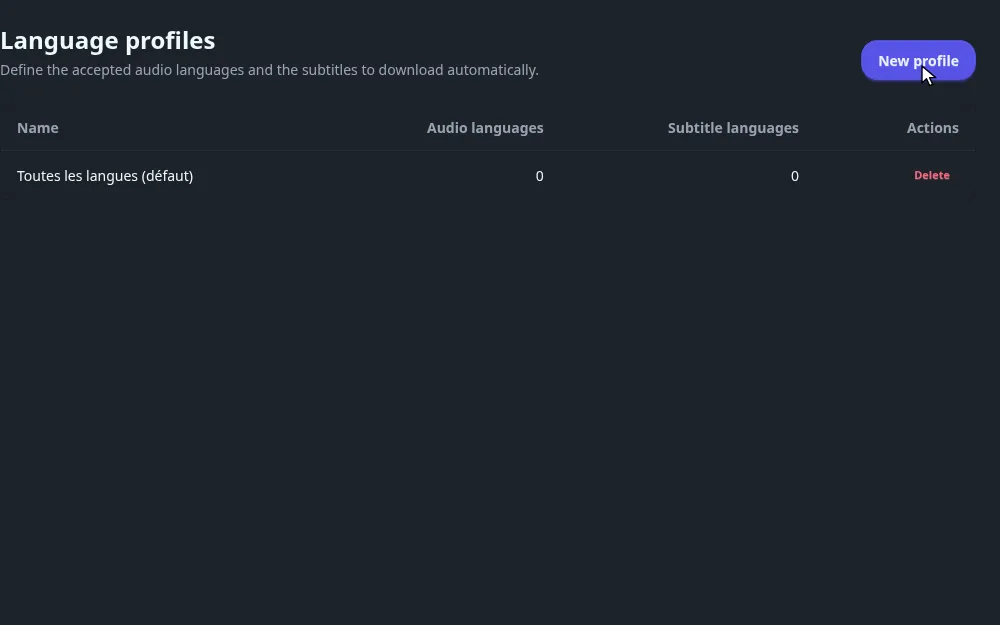 Language profiles
Define the accepted audio languages and the subtitles to download automatically.
New profile
Name Audio languages Subtitle languages Actions
Toutes les langues (défaut) 0 0 Delete